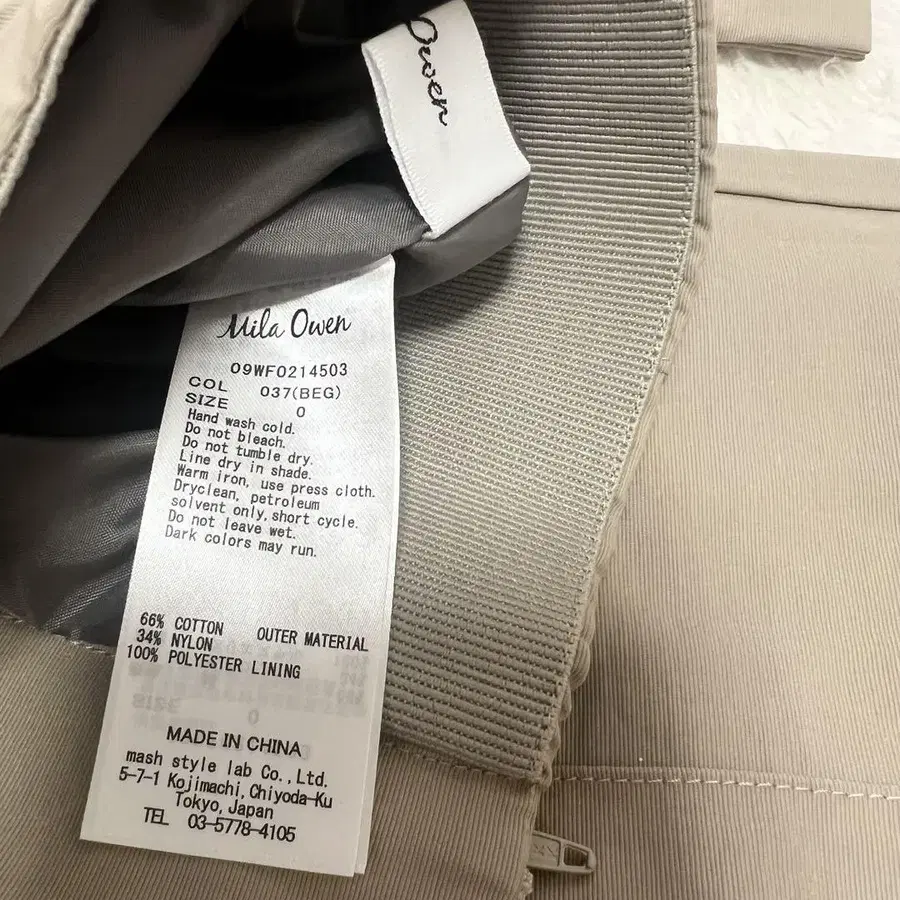 Owen
Mila Owen
09WF0214503
COL 037(BEG)
SIZE 0
Hand wash cold.
Do not bleach.
Do not tumble dry.
Line dry in shade.
Warm iron, use press cloth.
Dryclean, petroleum
solvent only, short cycle.
Do not leave wet.
Dark colors may run.
66% COTTON OUTER MATERIAL
34% NYLON
100% POLYESTER LINING
SIZE 0
MADE IN CHINA
mash style lab Co.,Ltd.
5-7-1 Kojimachi,Chiyoda-Ku
Tokyo,Japan
TEL 03-5778-4105